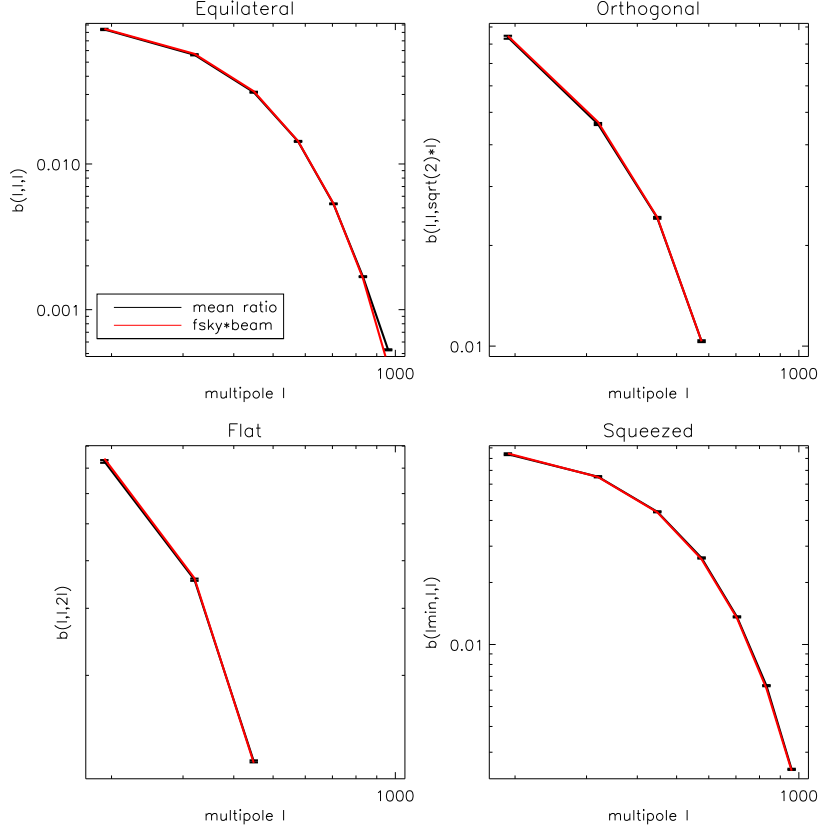 Equilateral
b(l,l,l)
0.010
0.001
mean ratio
fsky*beam
1000
multipole l
Orthogonal
b(l,l,sqrt(2)*l)
0.01
1000
multipole l
Flat
b(l,l,2l)
1000
multipole l
Squeezed
b(lmin,l,l)
0.01
1000
multipole l